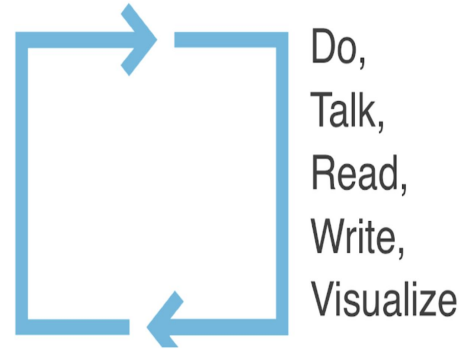 Do,
Talk,
Read,
Write,
Visualize